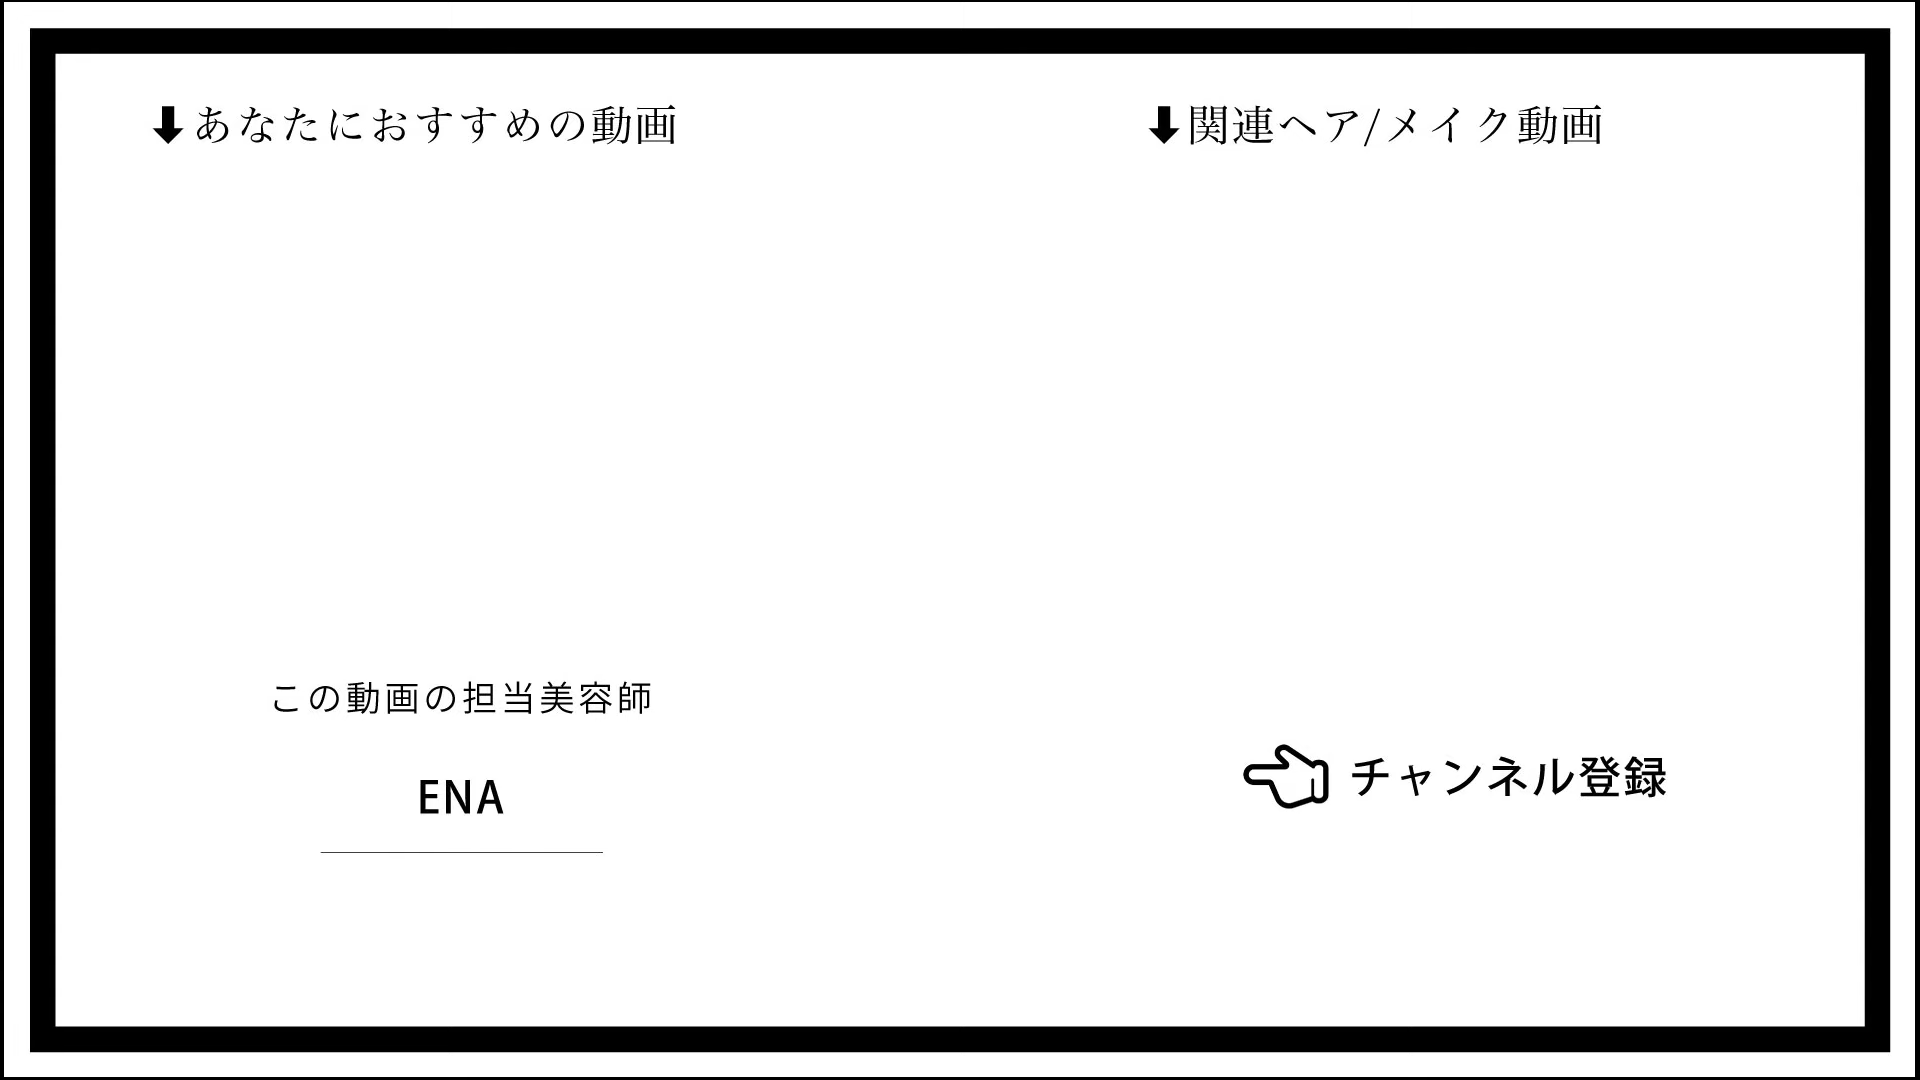 ⬇あなたにおすすめの動画
⬇関連ヘア/メイク動画
この動画の担当美容師
ENA
チャンネル登録